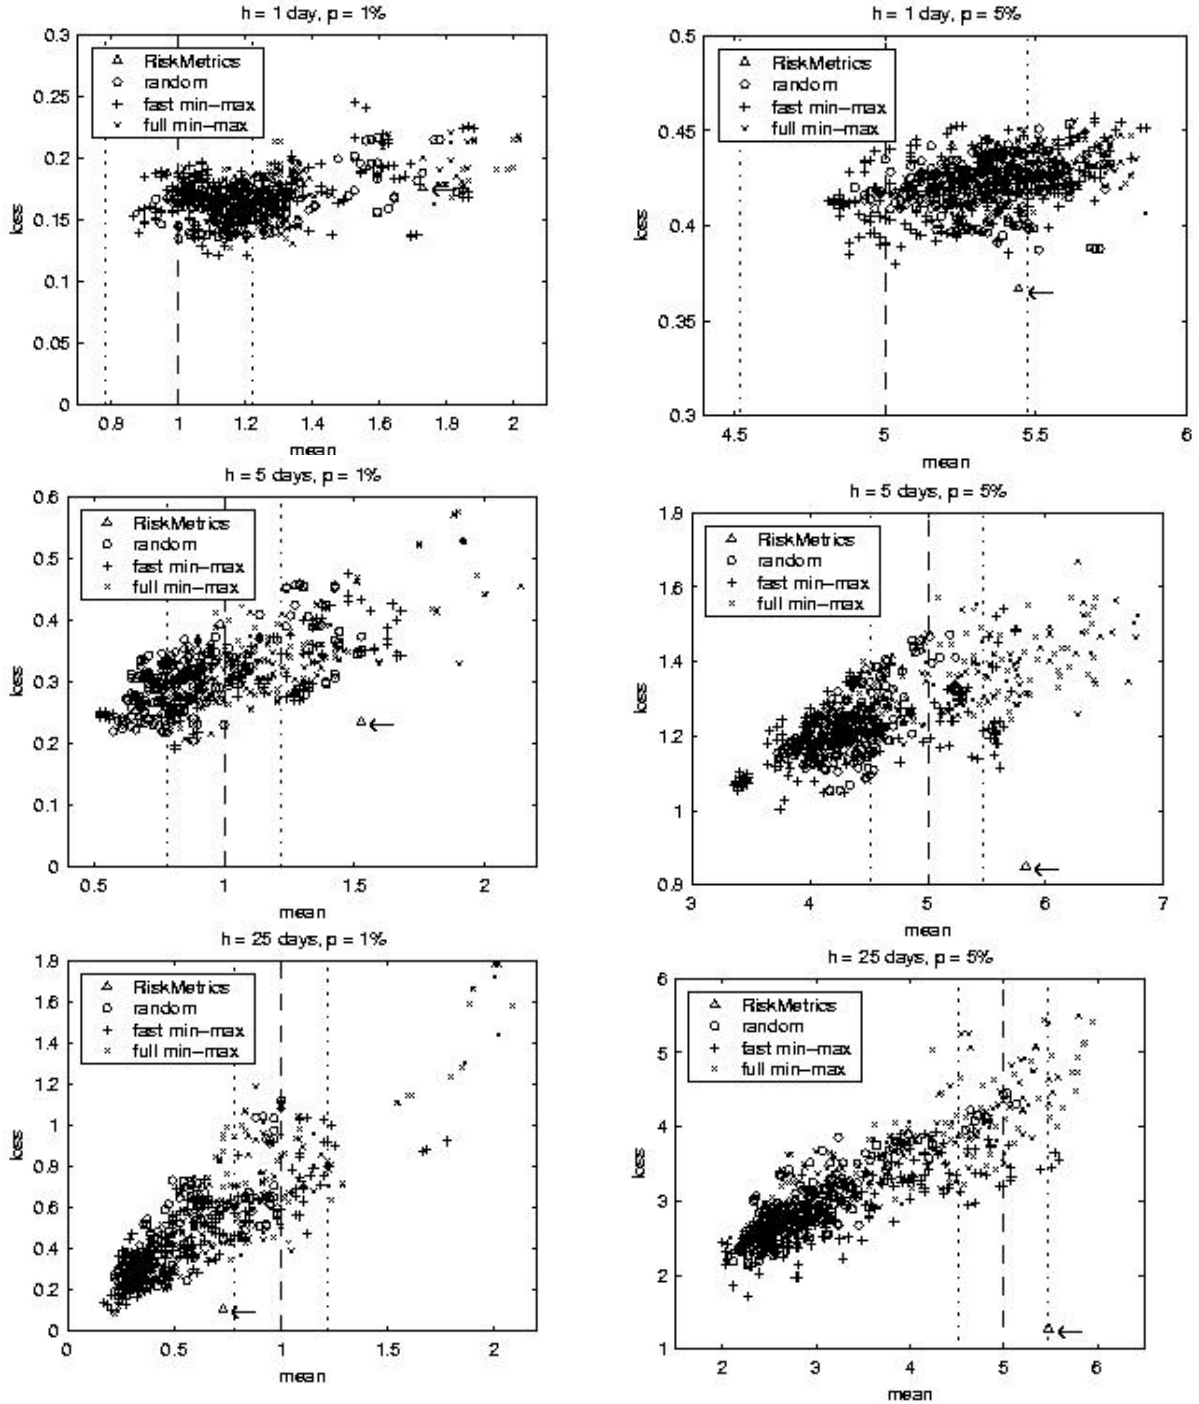 h = 1 day, p = 1%
0.3
0.25
0.2
0.15
0.1
0.05
0
loss
RiskMetrics
random
fast min-max
full min-max
0.8 1 1.2 1.4 1.6 1.8 2
mean
h = 1 day, p = 5%
0.5
0.45
0.4
0.35
0.3
loss
RiskMetrics
random
fast min-max
full min-max
4.5 5 5.5 6
mean
h = 5 days, p = 1%
0.6
0.5
0.4
0.3
0.2
0.1
0
loss
RiskMetrics
random
fast min-max
full min-max
0.5 1 1.5 2
mean
h = 5 days, p = 5%
1.8
1.6
1.4
1.2
1
0.8
loss
RiskMetrics
random
fast min-max
full min-max
3 4 5 6 7
mean
h = 25 days, p = 1%
1.8
1.6
1.4
1.2
1
0.8
0.6
0.4
0.2
0
loss
RiskMetrics
random
fast min-max
full min-max
0 0.5 1 1.5 2
mean
h = 25 days, p = 5%
6
5
4
3
2
1
loss
RiskMetrics
random
fast min-max
full min-max
2 3 4 5 6
mean